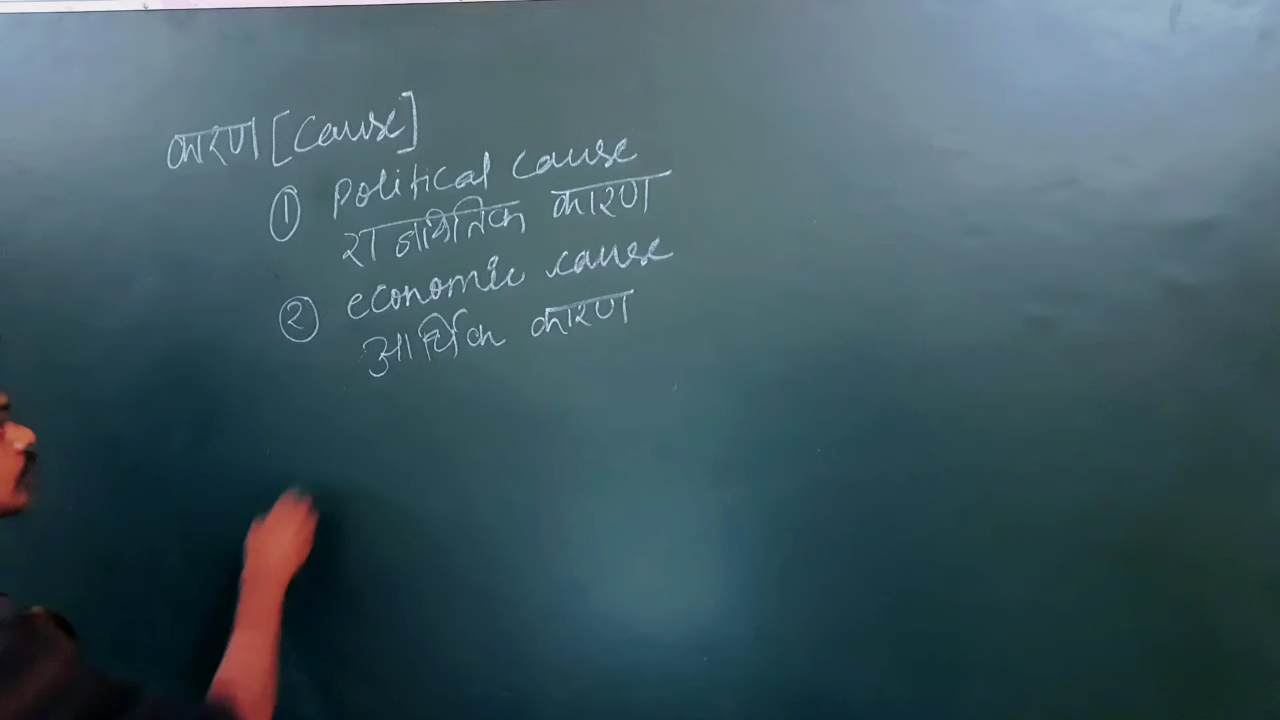 कारण [Cause]
① Political cause
राजनितिक कारण
② economic cause
आर्थिक कारण